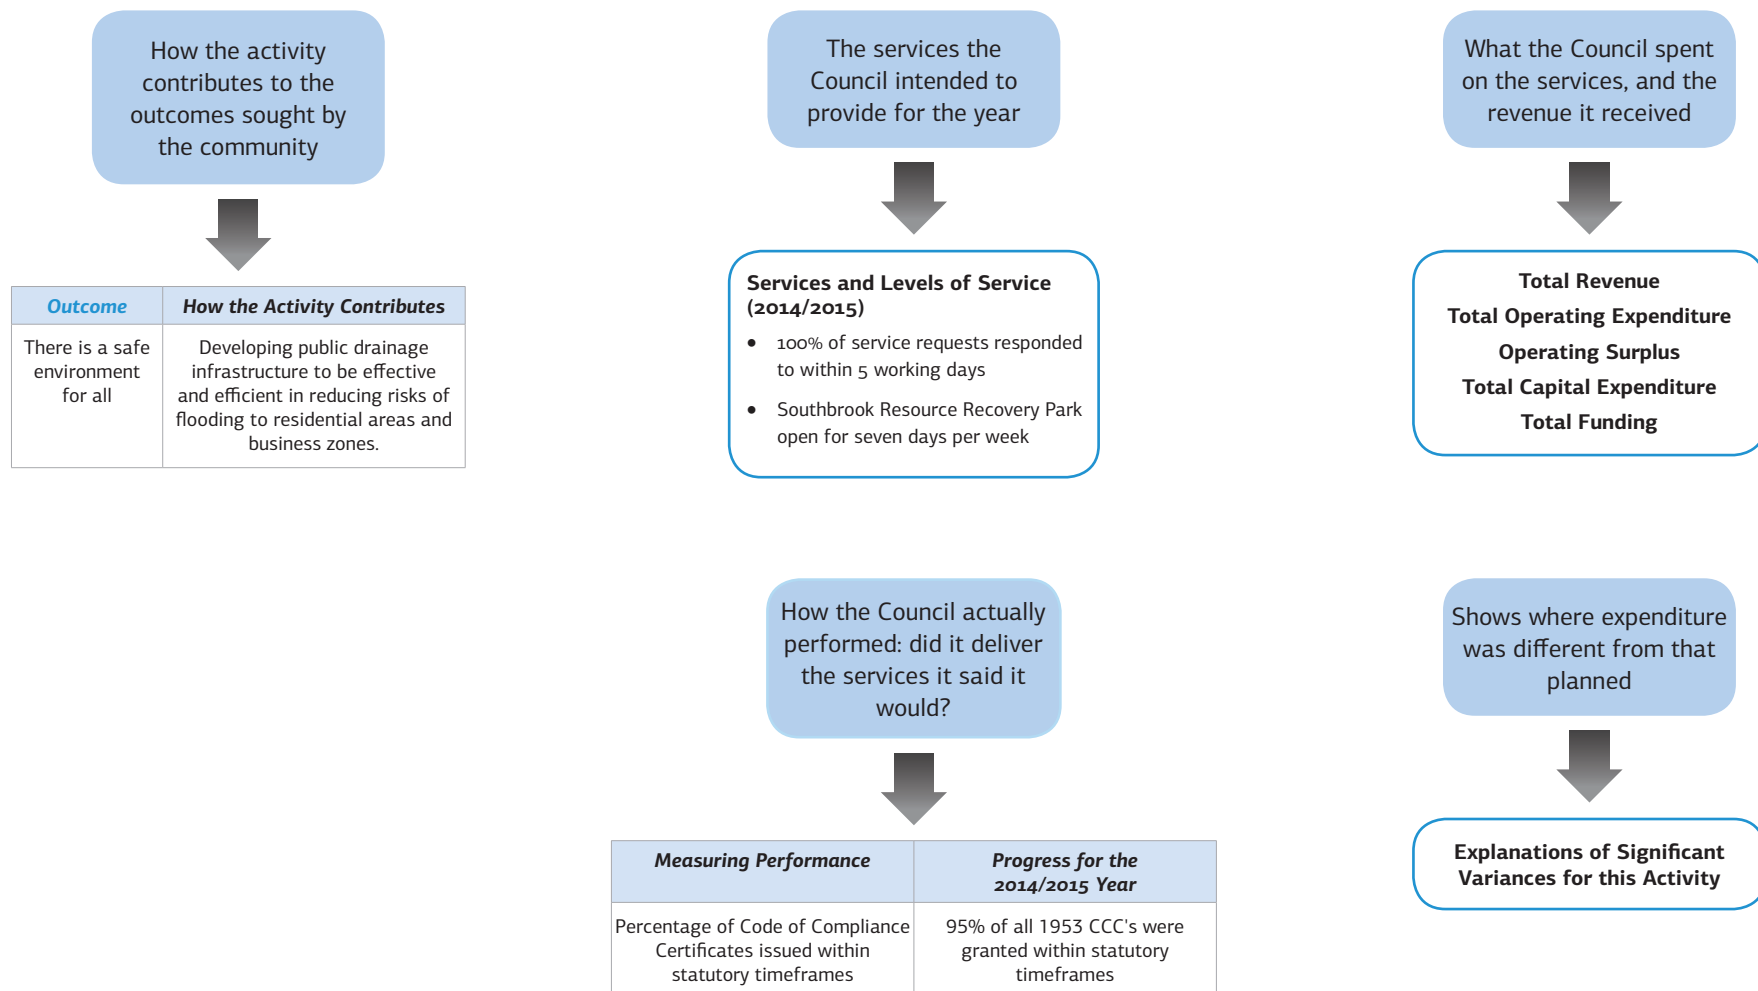 How the activity
contributes to the
outcomes sought by
the community
Outcome
How the Activity Contributes
There is a safe
environment
for all
Developing public drainage
infrastructure to be effective
and efficient in reducing risks of
flooding to residential areas and
business zones.
The services the
Council intended to
provide for the year
Services and Levels of Service
(2014/2015)
• 100% of service requests responded
to within 5 working days
• Southbrook Resource Recovery Park
open for seven days per week
What the Council spent
on the services, and the
revenue it received
Total Revenue
Total Operating Expenditure
Operating Surplus
Total Capital Expenditure
Total Funding
How the Council actually
performed: did it deliver
the services it said it
would?
Measuring Performance
Progress for the
2014/2015 Year
Percentage of Code of Compliance
Certificates issued within
statutory timeframes
95% of all 1953 CCC's were
granted within statutory
timeframes
Shows where expenditure
was different from that
planned
Explanations of Significant
Variances for this Activity